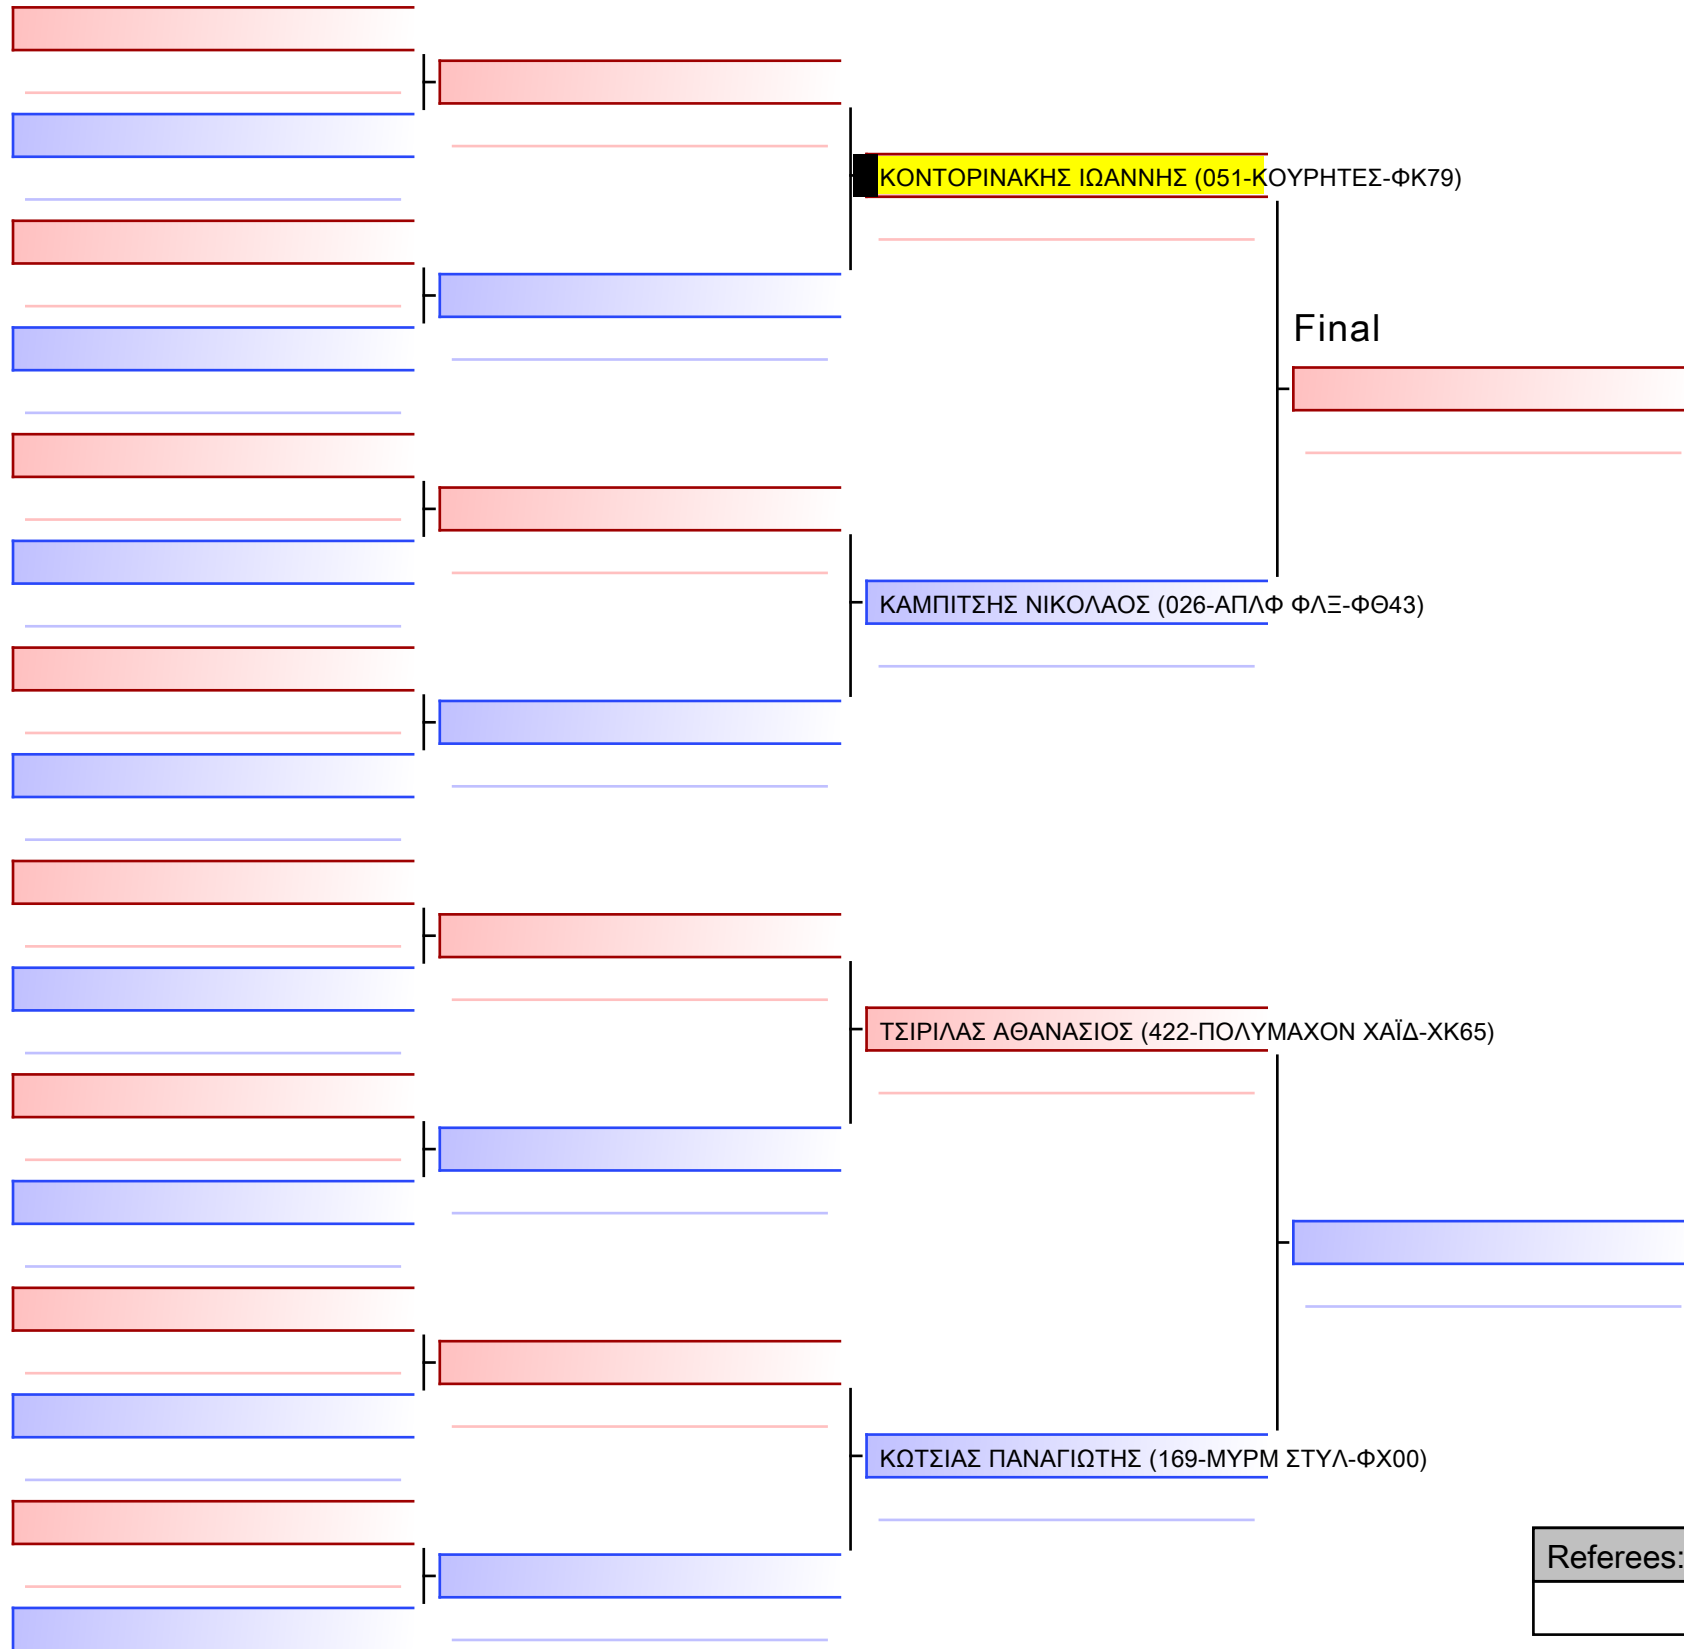 ΚΟΝΤΟΡΙΝΑΚΗΣ ΙΩΑΝΝΗΣ (051-ΚΟΥΡΗΤΕΣ-ΦΚ79)
Final
ΚΑΜΠΙΤΣΗΣ ΝΙΚΟΛΑΟΣ (026-ΑΠΛΦ ΦΛΞ-ΦΘ43)
ΤΣΙΡΙΛΑΣ ΑΘΑΝΑΣΙΟΣ (422-ΠΟΛΥΜΑΧΟΝ ΧΑΪΔ-ΧΚ65)
ΚΩΤΣΙΑΣ ΠΑΝΑΓΙΩΤΗΣ (169-ΜΥΡΜ ΣΤΥΛ-ΦΧ00)
Referees: